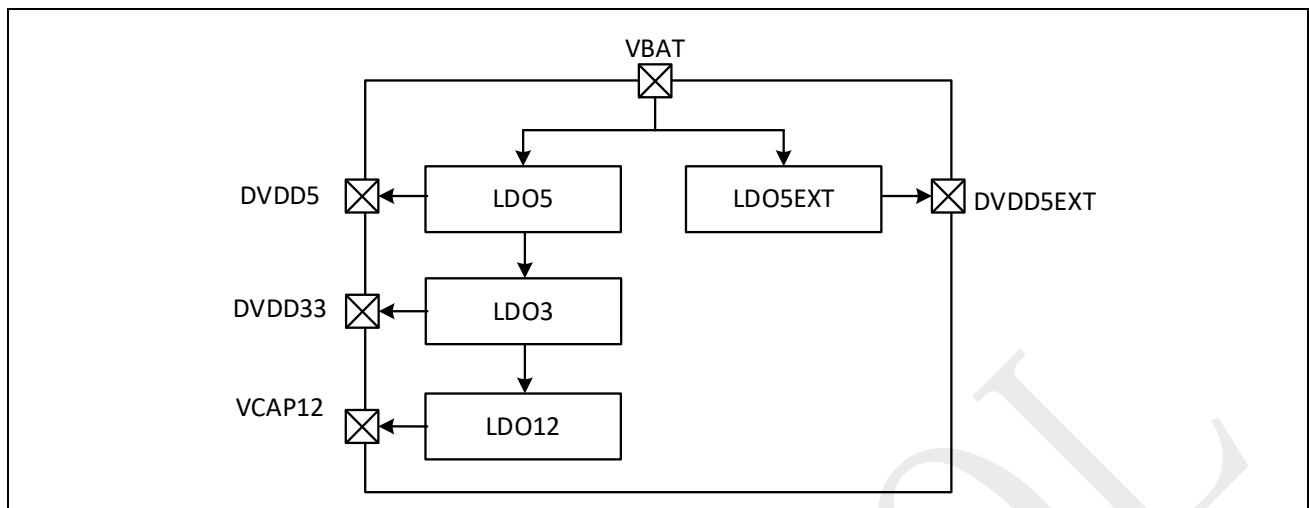 VBAT
DVDD5
LDO5
LDO5EXT
DVDD5EXT
DVDD33
LDO3
VCAP12
LDO12